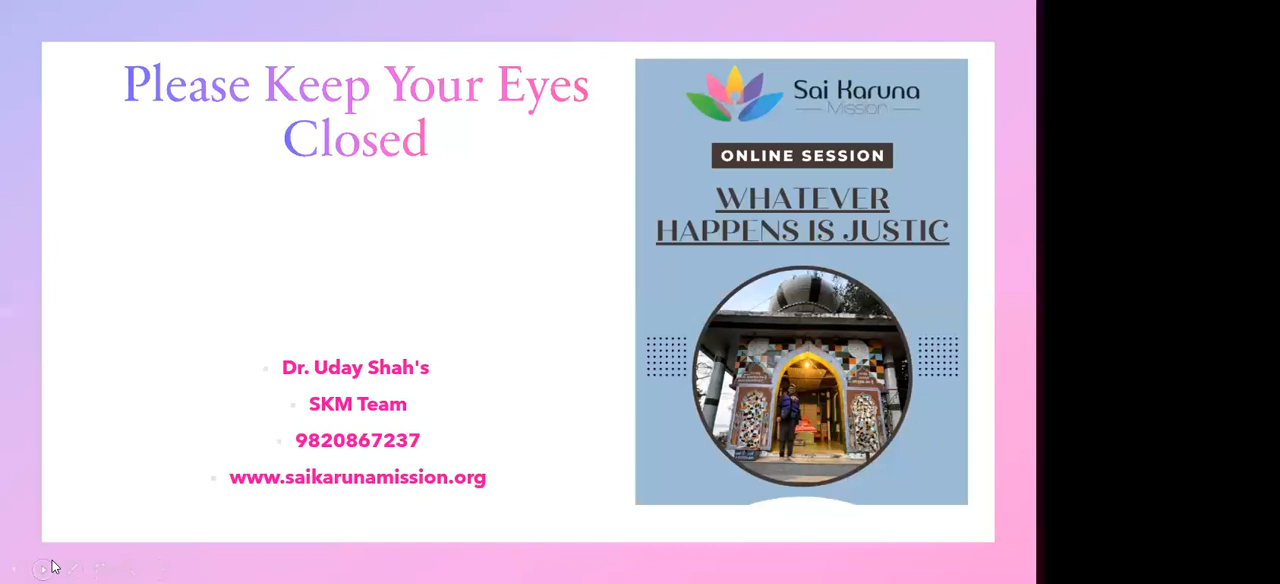 Please Keep Your Eyes
Closed
Dr. Uday Shah's
SKM Team
9820867237
www.saikarunamission.org
Sai Karuna
Mission
ONLINE SESSION
WHATEVER
HAPPENS IS JUSTIC